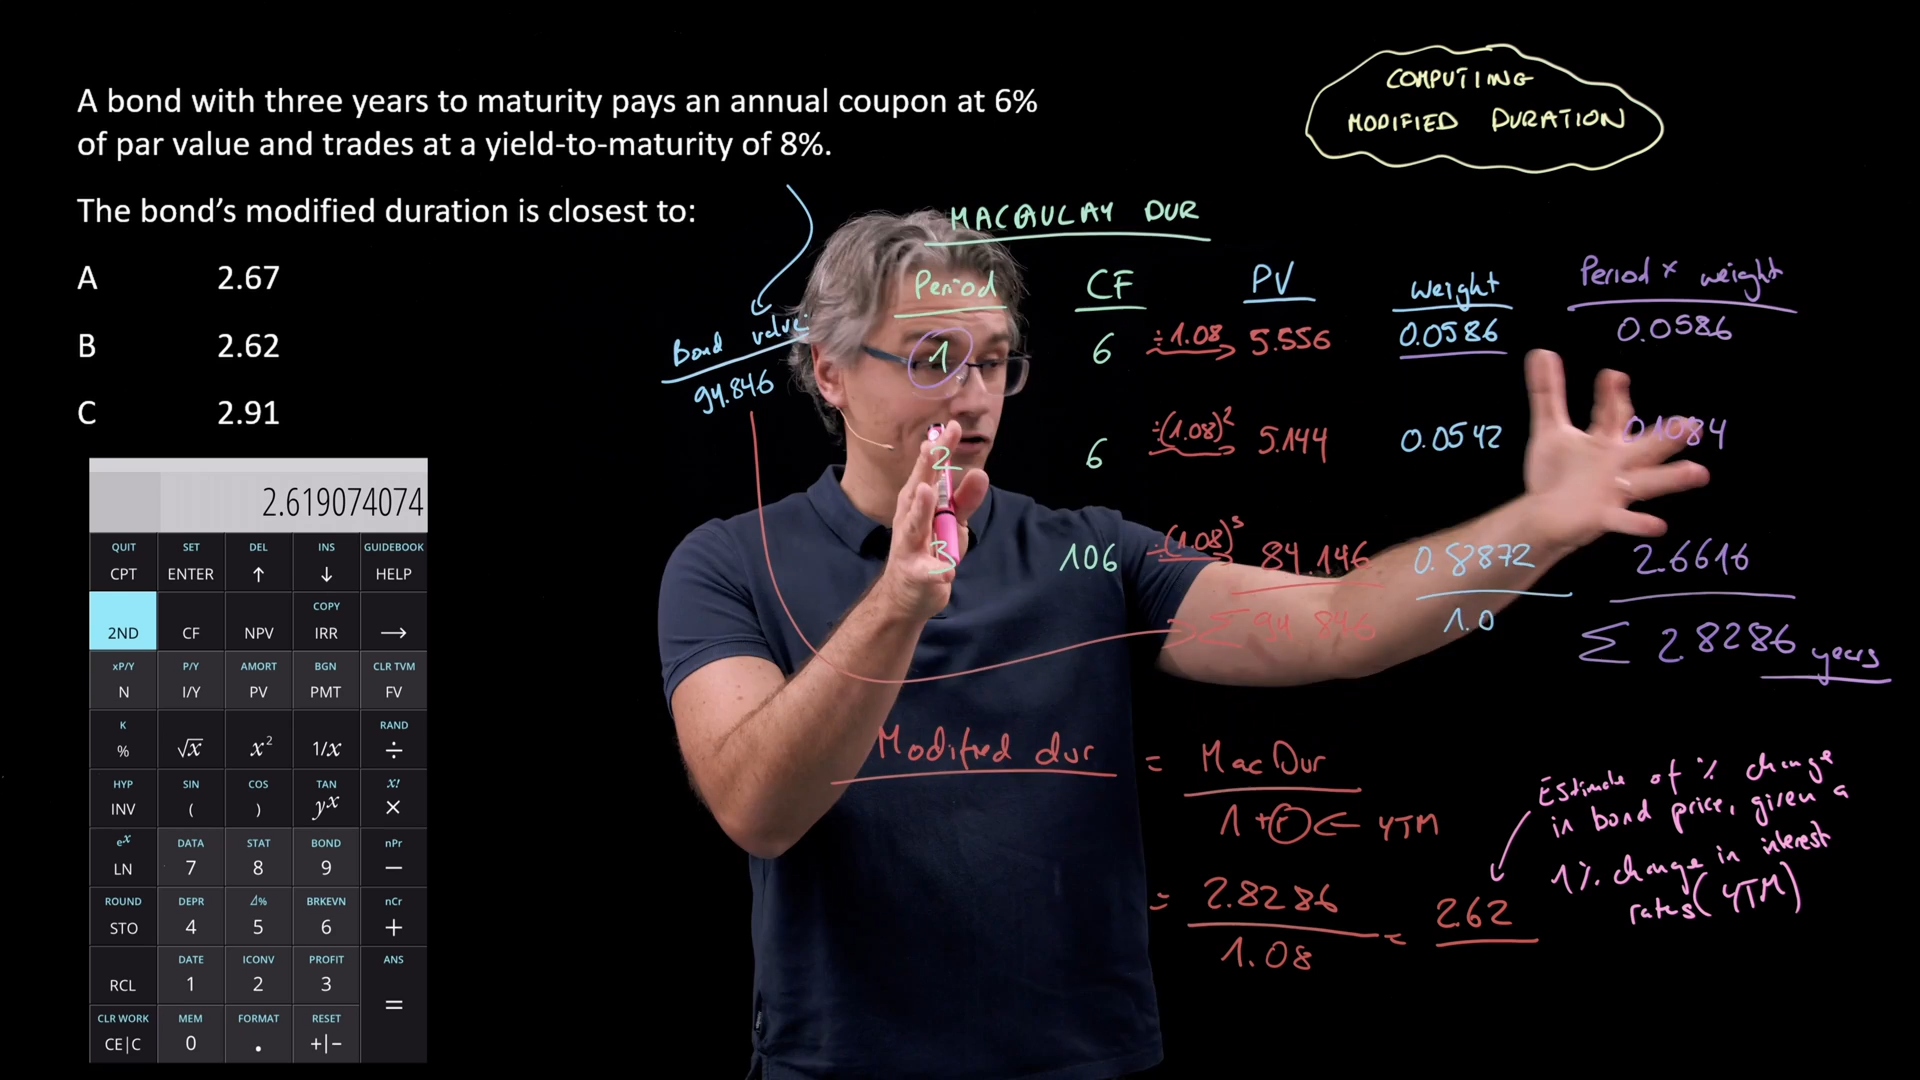 A bond with three years to maturity pays an annual coupon at 6%
of par value and trades at a yield-to-maturity of 8%.
The bond's modified duration is closest to:
A 2.67
B 2.62
C 2.91
COMPUTING
MODIFIED DURATION
MACAULAY DUR
Period CF PV Weight Period × weight
1 6 ÷1.08 5.556 0.0586 0.0586
2 6 ÷(1.08)² 5.144 0.0542 0.1084
3 106 ÷(1.08)³ 84.146 0.8872 2.6616
Σ 94.846 1.0 Σ 2.8286 years
Bond value:
94.846
Modified dur = MacDur
1 + r ← YTM
= 2.8286 = 2.62
1.08
Estimate of % change
in bond price, given a
1% change in interest
rates (YTM)
2.619074074
QUIT SET DEL INS GUIDEBOOK
CPT ENTER ↑ ↓ HELP
COPY
2ND CF NPV IRR →
xP/Y P/Y AMORT BGN CLR TVM
N I/Y PV PMT FV
K RAND
% √x x² 1/x ÷
HYP SIN COS TAN x!
INV ( ) yˣ ×
eˣ DATA STAT BOND nPr
LN 7 8 9 −
ROUND DEPR Δ% BRKEVN nCr
STO 4 5 6 +
DATE ICONV PROFIT ANS
RCL 1 2 3 =
CLR WORK MEM FORMAT RESET
CE|C 0 . +|−